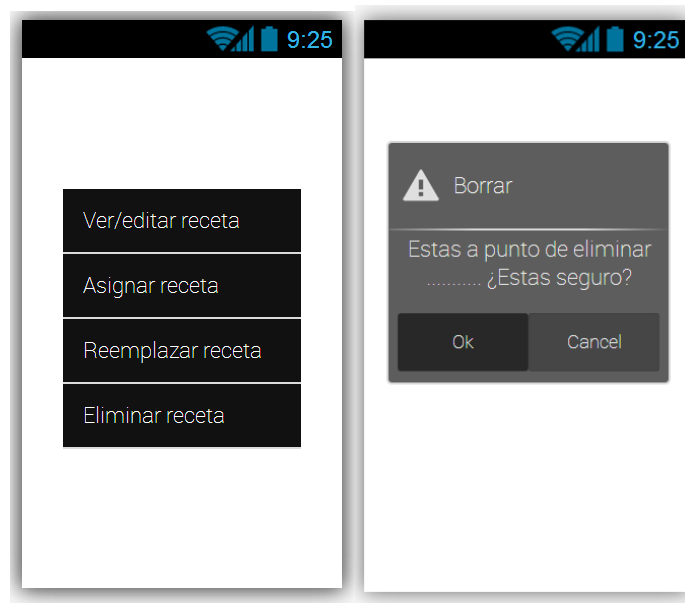 9:25
Ver/editar receta
Asignar receta
Reemplazar receta
Eliminar receta
9:25
Borrar
Estas a punto de eliminar
........... ¿Estas seguro?
Ok
Cancel